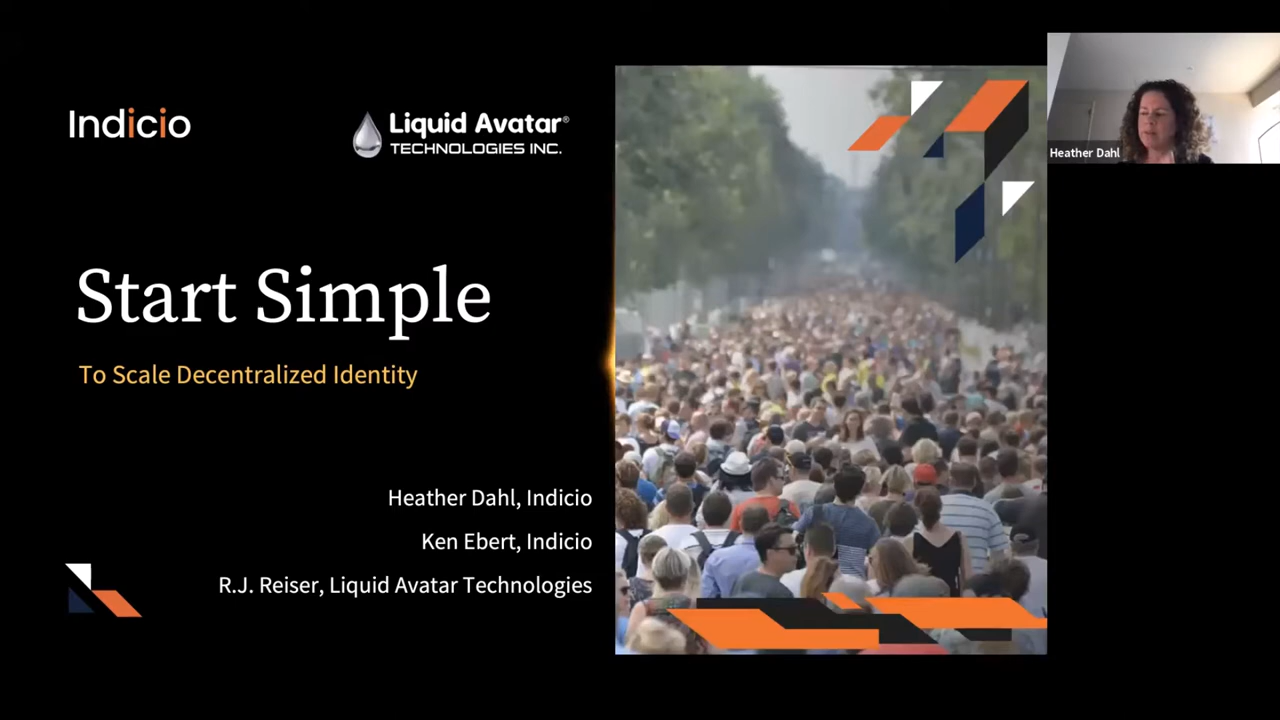 Indicio
Liquid Avatar®
TECHNOLOGIES INC.
Heather Dahl
Start Simple
To Scale Decentralized Identity
Heather Dahl, Indicio
Ken Ebert, Indicio
R.J. Reiser, Liquid Avatar Technologies